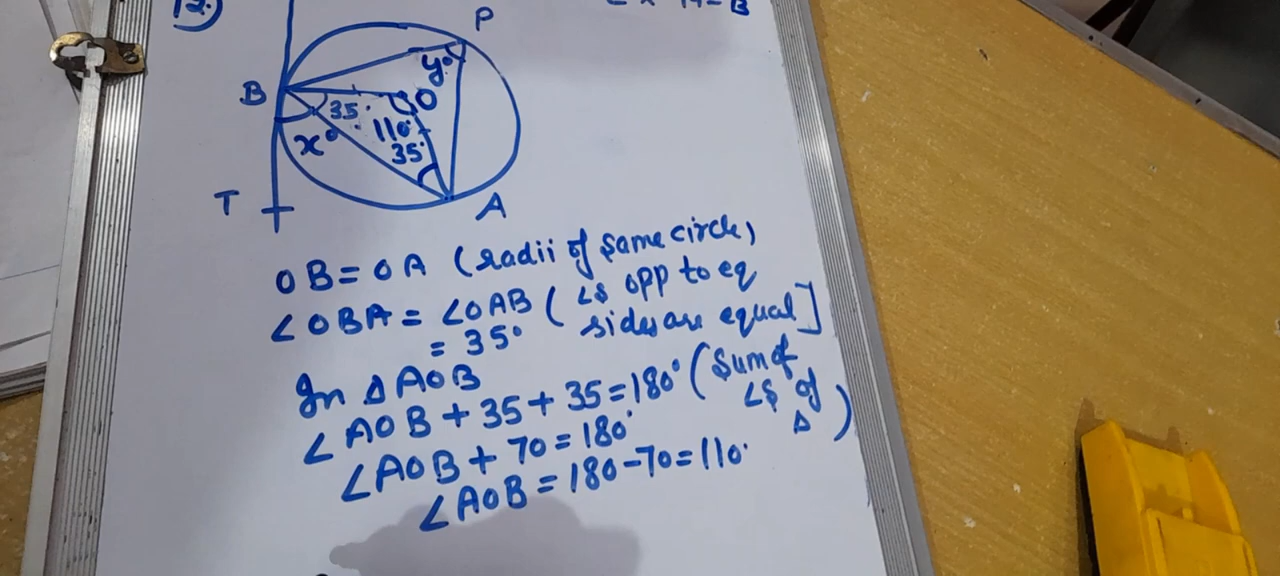 12.
P
B
y°
O
35°
110°
x°
35°
T
A
OB = OA (radii of same circle)
∠OBA = ∠OAB (∠s opp to eq
= 35° sides are equal]
In △AOB
∠AOB + 35 + 35 = 180° (Sum of
∠s of
△)
∠AOB + 70 = 180°
∠AOB = 180 - 70 = 110°